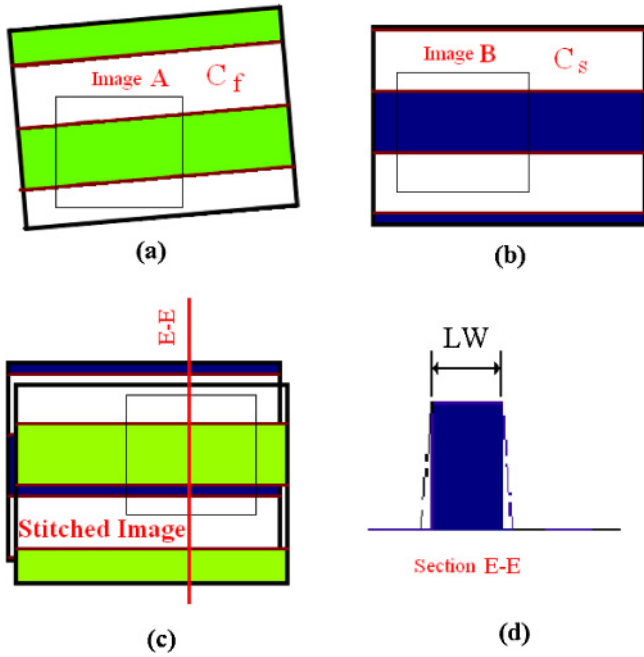 Image A
C f
(a)
Image B
C s
(b)
E-E
Stitched Image
(c)
LW
Section E-E
(d)